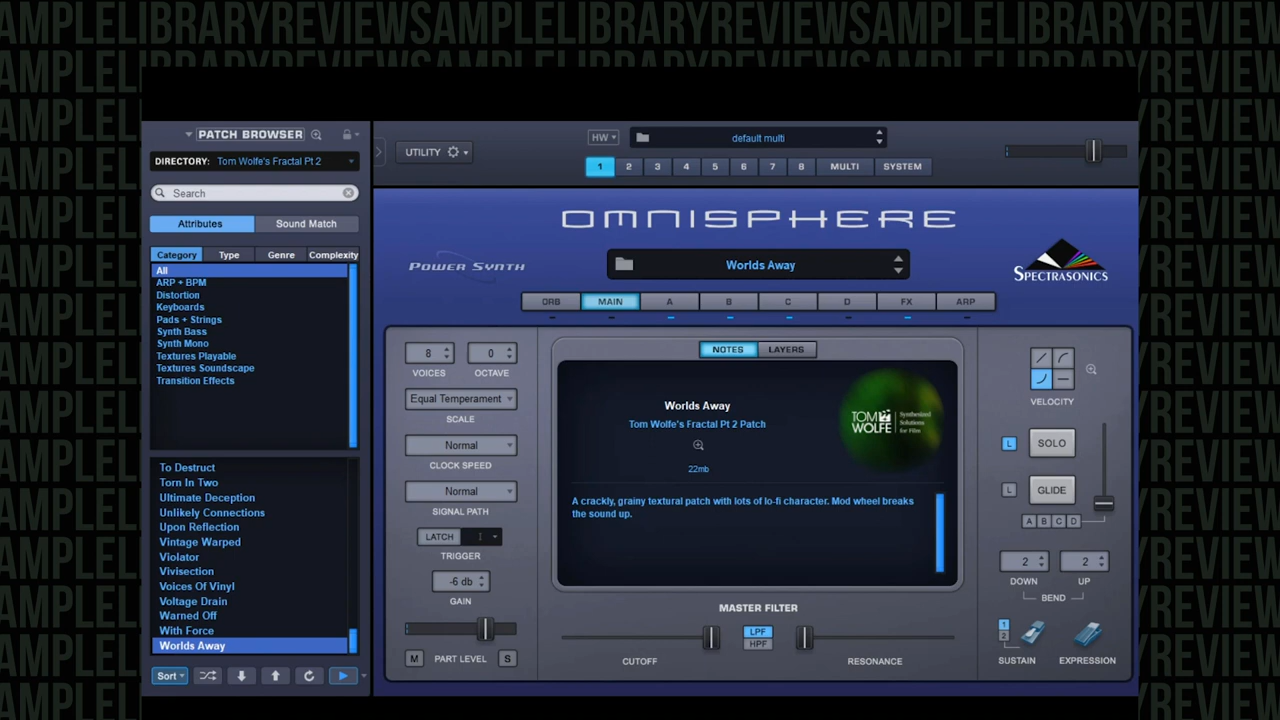 AMPLELIBRARYREVIEWSAMPLELIBRARYREVIEWSAMPLELIBRARYREVIEW
PATCH BROWSER
DIRECTORY: Tom Wolfe's Fractal Pt 2
Search
Attributes Sound Match
Category Type Genre Complexity
All
ARP + BPM
Distortion
Keyboards
Pads + Strings
Synth Bass
Synth Mono
Textures Playable
Textures Soundscape
Transition Effects
To Destruct
Torn In Two
Ultimate Deception
Unlikely Connections
Upon Reflection
Vintage Warped
Violator
Vivisection
Voices Of Vinyl
Voltage Drain
Warned Off
With Force
Worlds Away
Sort
UTILITY
HW default multi
1 2 3 4 5 6 7 8 MULTI SYSTEM
OMNISPHERE
POWER SYNTH
Worlds Away
SPECTRASONICS
ORB MAIN A B C D FX ARP
8 0
VOICES OCTAVE
Equal Temperament
SCALE
Normal
CLOCK SPEED
Normal
SIGNAL PATH
LATCH
TRIGGER
-6 db
GAIN
M PART LEVEL S
NOTES LAYERS
Worlds Away
Tom Wolfe's Fractal Pt 2 Patch
22mb
TOM WOLFE
Synthesized
Solutions
for Film
A crackly, grainy textural patch with lots of lo-fi character. Mod wheel breaks
the sound up.
MASTER FILTER
LPF
HPF
CUTOFF RESONANCE
VELOCITY
L SOLO
L GLIDE
A B C D
2 2
DOWN UP
BEND
1
2
SUSTAIN EXPRESSION